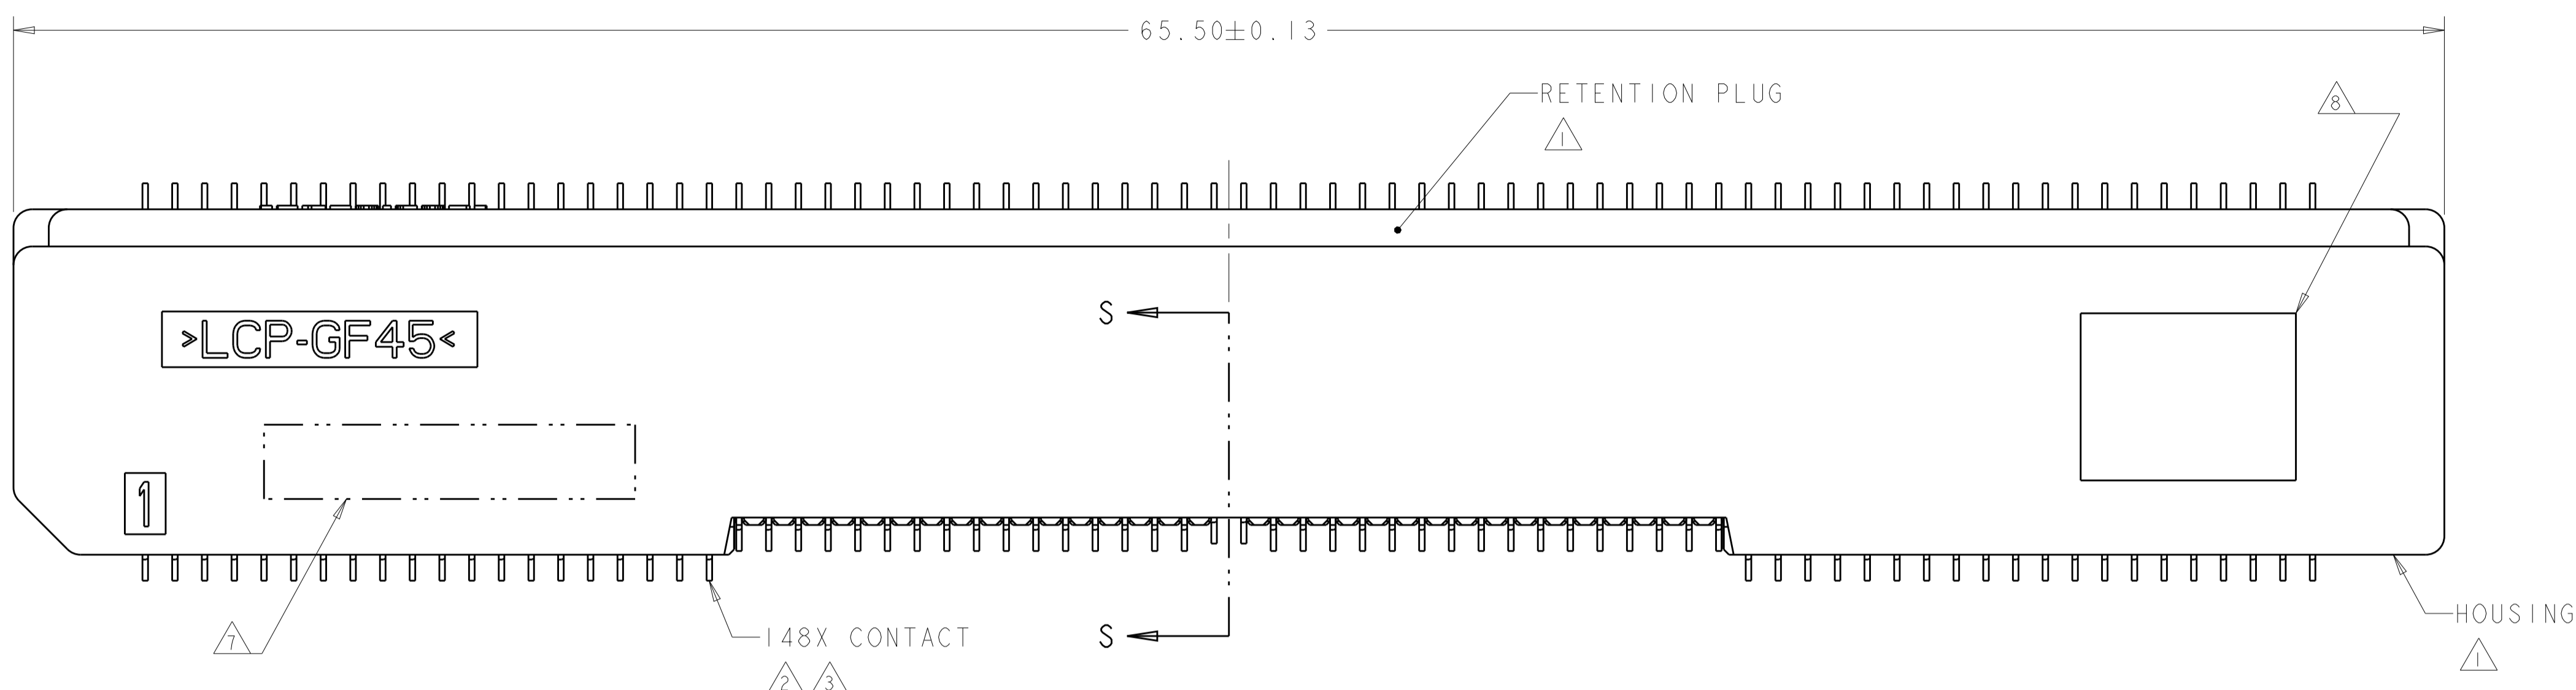 65.50±0.13
RETENTION PLUG
1
8
>LCP-GF45<
S
1
7
148X CONTACT
2 3
S
HOUSING
1